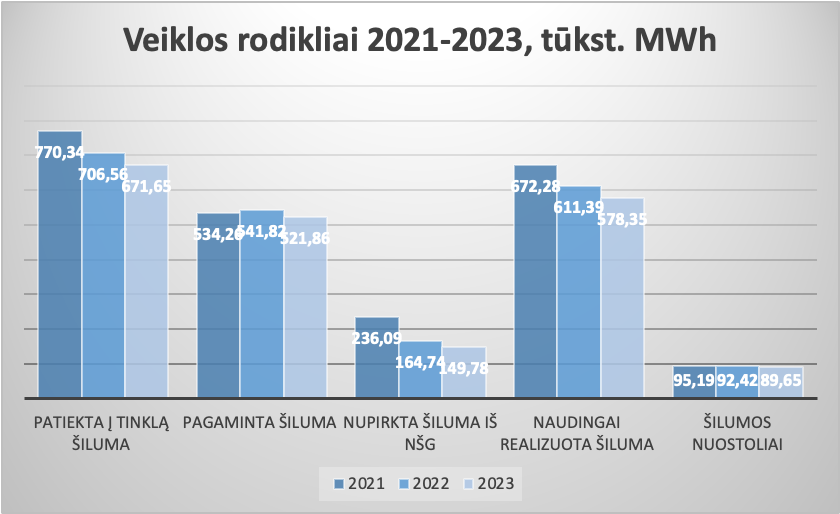 Veiklos rodikliai 2021-2023, tūkst. MWh
770,34
706,56
671,65
534,26
541,82
521,86
236,09
164,74
149,78
672,28
611,39
578,35
95,19
92,42
89,65
PATIEKTA Į TINKLĄ
ŠILUMA
PAGAMINTA ŠILUMA
NUPIRKTA ŠILUMA IŠ
NŠG
NAUDINGAI
REALIZUOTA ŠILUMA
ŠILUMOS
NUOSTOLIAI
2021 2022 2023